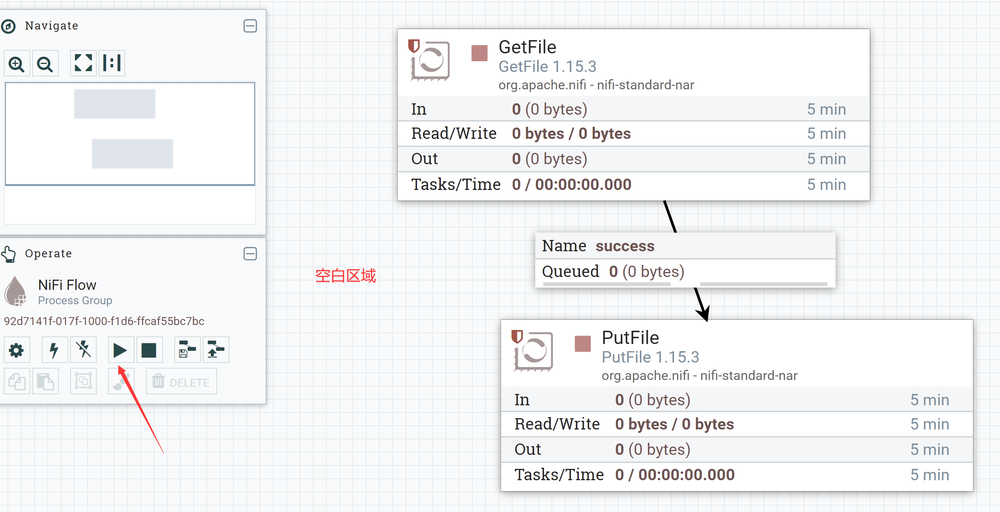 Navigate
Operate
NiFi Flow
Process Group
92d7141f-017f-1000-f1d6-ffcaf55bc7bc
DELETE
空白区域
GetFile
GetFile 1.15.3
org.apache.nifi - nifi-standard-nar
In 0 (0 bytes) 5 min
Read/Write 0 bytes / 0 bytes 5 min
Out 0 (0 bytes) 5 min
Tasks/Time 0 / 00:00:00.000 5 min
Name success
Queued 0 (0 bytes)
PutFile
PutFile 1.15.3
org.apache.nifi - nifi-standard-nar
In 0 (0 bytes) 5 min
Read/Write 0 bytes / 0 bytes 5 min
Out 0 (0 bytes) 5 min
Tasks/Time 0 / 00:00:00.000 5 min